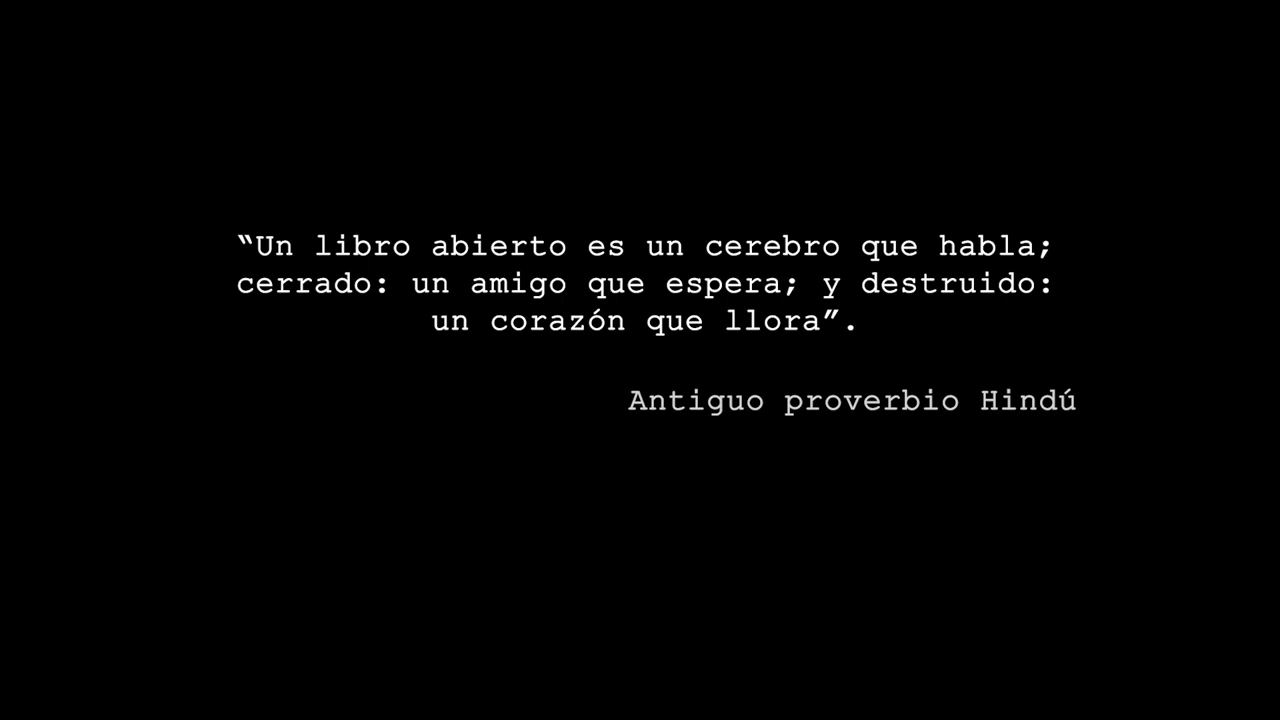 “Un libro abierto es un cerebro que habla;
cerrado: un amigo que espera; y destruido:
un corazón que llora”.
Antiguo proverbio Hindú